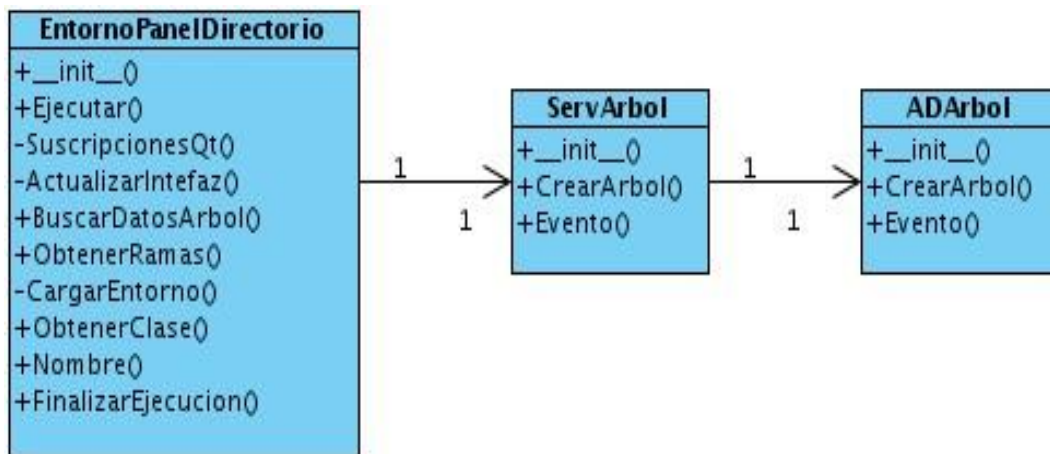 EntornoPanelDirectorio
+__init__()
+Ejecutar()
-SuscripcionesQt()
-ActualizarIntefaz()
+BuscarDatosArbol()
+ObtenerRamas()
-CargarEntorno()
+ObtenerClase()
+Nombre()
+FinalizarEjecucion()
1
1
ServArbol
+__init__()
+CrearArbol()
+Evento()
1
1
ADArbol
+__init__()
+CrearArbol()
+Evento()